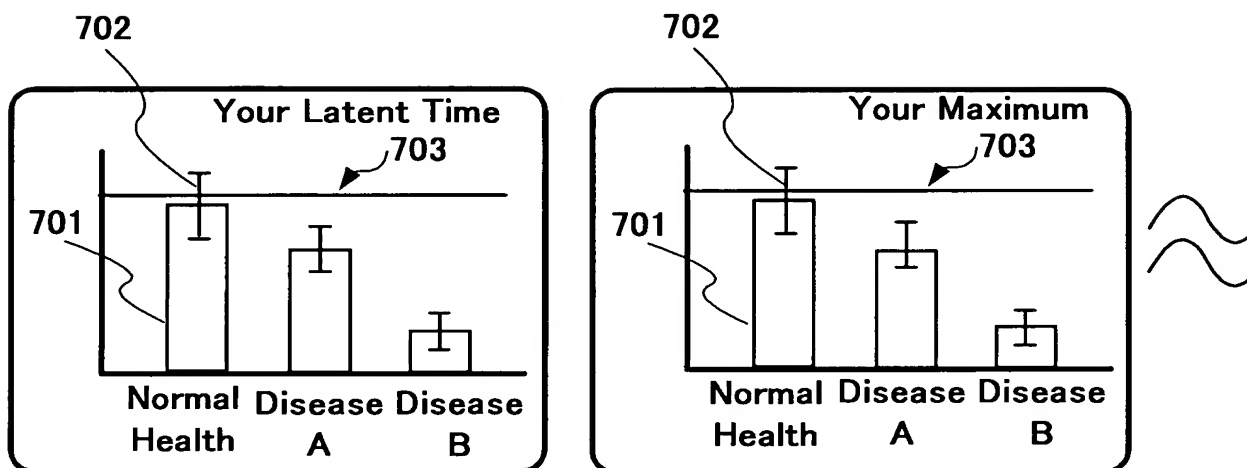 702
Your Latent Time
703
701
Normal Health
Disease A
Disease B
702
Your Maximum
703
701
Normal Health
Disease A
Disease B